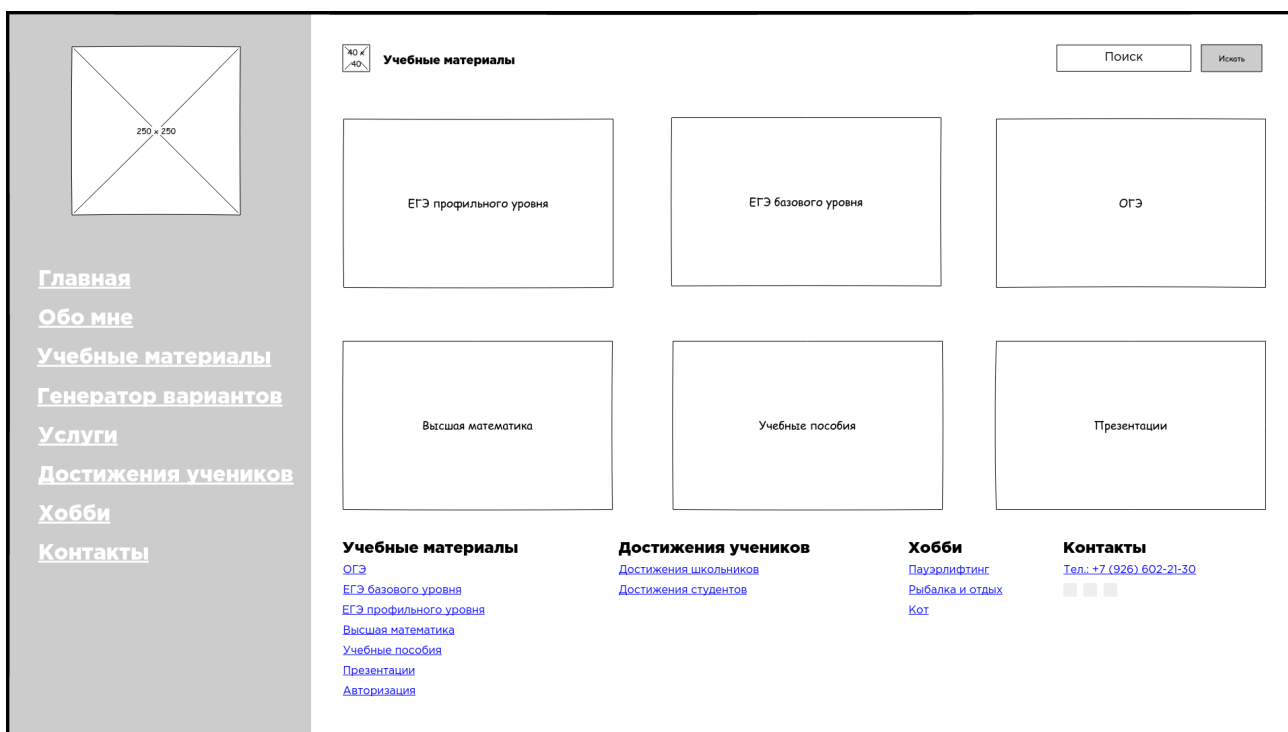 250 x 250
Главная
Обо мне
Учебные материалы
Генератор вариантов
Услуги
Достижения учеников
Хобби
Контакты
40 x
40
Учебные материалы
Поиск
Искать
ЕГЭ профильного уровня
ЕГЭ базового уровня
ОГЭ
Высшая математика
Учебные пособия
Презентации
Учебные материалы
ОГЭ
ЕГЭ базового уровня
ЕГЭ профильного уровня
Высшая математика
Учебные пособия
Презентации
Авторизация
Достижения учеников
Достижения школьников
Достижения студентов
Хобби
Пауэрлифтинг
Рыбалка и отдых
Кот
Контакты
Тел.: +7 (926) 602-21-30